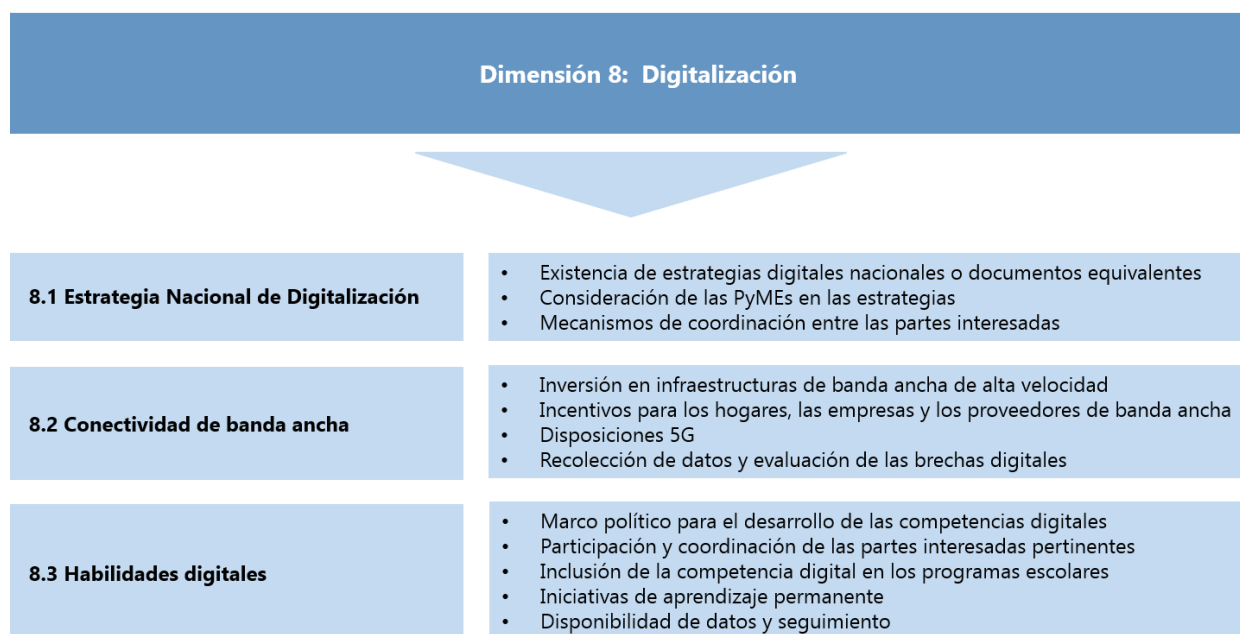 Dimensión 8:  Digitalización
8.1 Estrategia Nacional de Digitalización
• Existencia de estrategias digitales nacionales o documentos equivalentes
• Consideración de las PyMEs en las estrategias
• Mecanismos de coordinación entre las partes interesadas
8.2 Conectividad de banda ancha
• Inversión en infraestructuras de banda ancha de alta velocidad
• Incentivos para los hogares, las empresas y los proveedores de banda ancha
• Disposiciones 5G
• Recolección de datos y evaluación de las brechas digitales
8.3 Habilidades digitales
• Marco político para el desarrollo de las competencias digitales
• Participación y coordinación de las partes interesadas pertinentes
• Inclusión de la competencia digital en los programas escolares
• Iniciativas de aprendizaje permanente
• Disponibilidad de datos y seguimiento